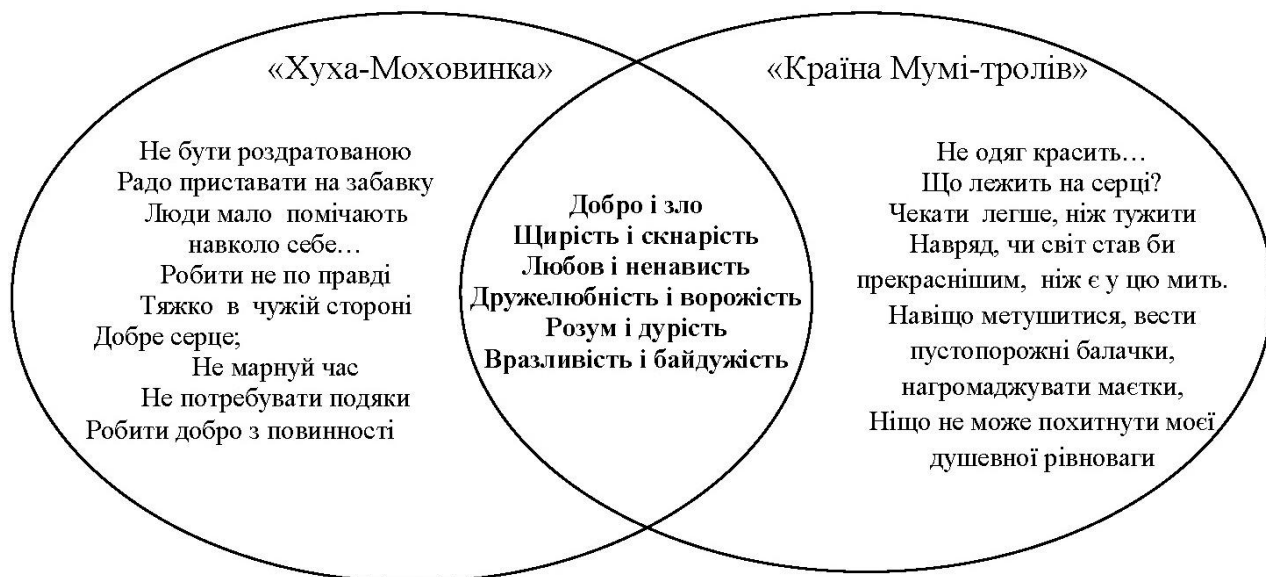 «Хуха-Моховинка»
Не бути роздратованою
Радо приставати на забавку
Люди мало помічають
навколо себе…
Робити не по правді
Тяжко в чужій стороні
Добре серце;
Не марнуй час
Не потребувати подяки
Робити добро з повинності
Добро і зло
Щирість і скнарість
Любов і ненависть
Дружелюбність і ворожість
Розум і дурість
Вразливість і байдужість
«Країна Мумі-тролів»
Не одяг красить…
Що лежить на серці?
Чекати легше, ніж тужити
Навряд, чи світ став би
прекраснішим, ніж є у цю мить.
Навіщо метушитися, вести
пустопорожні балачки,
нагромаджувати маєтки,
Ніщо не може похитнути моєї
душевної рівноваги